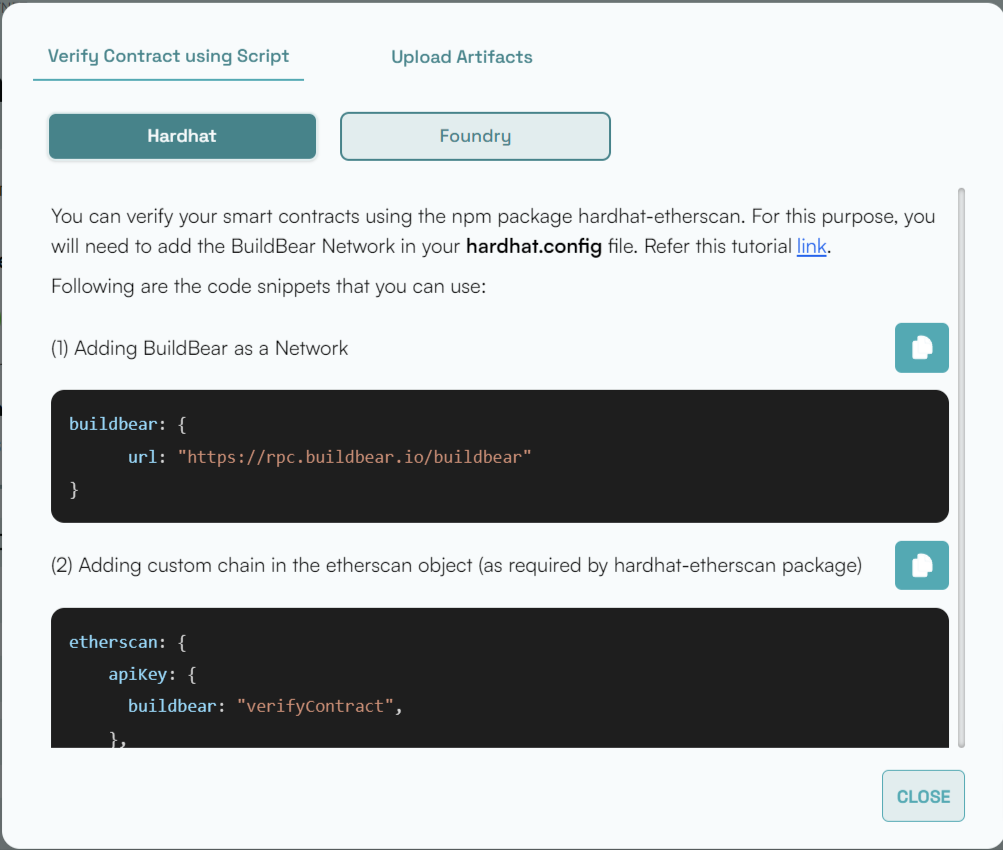 Verify Contract using Script
Upload Artifacts
Hardhat
Foundry
You can verify your smart contracts using the npm package hardhat-etherscan. For this purpose, you
will need to add the BuildBear Network in your hardhat.config file. Refer this tutorial link.
Following are the code snippets that you can use:
(1) Adding BuildBear as a Network
buildbear: {
url: "https://rpc.buildbear.io/buildbear"
}
(2) Adding custom chain in the etherscan object (as required by hardhat-etherscan package)
etherscan: {
apiKey: {
buildbear: "verifyContract",
},
CLOSE